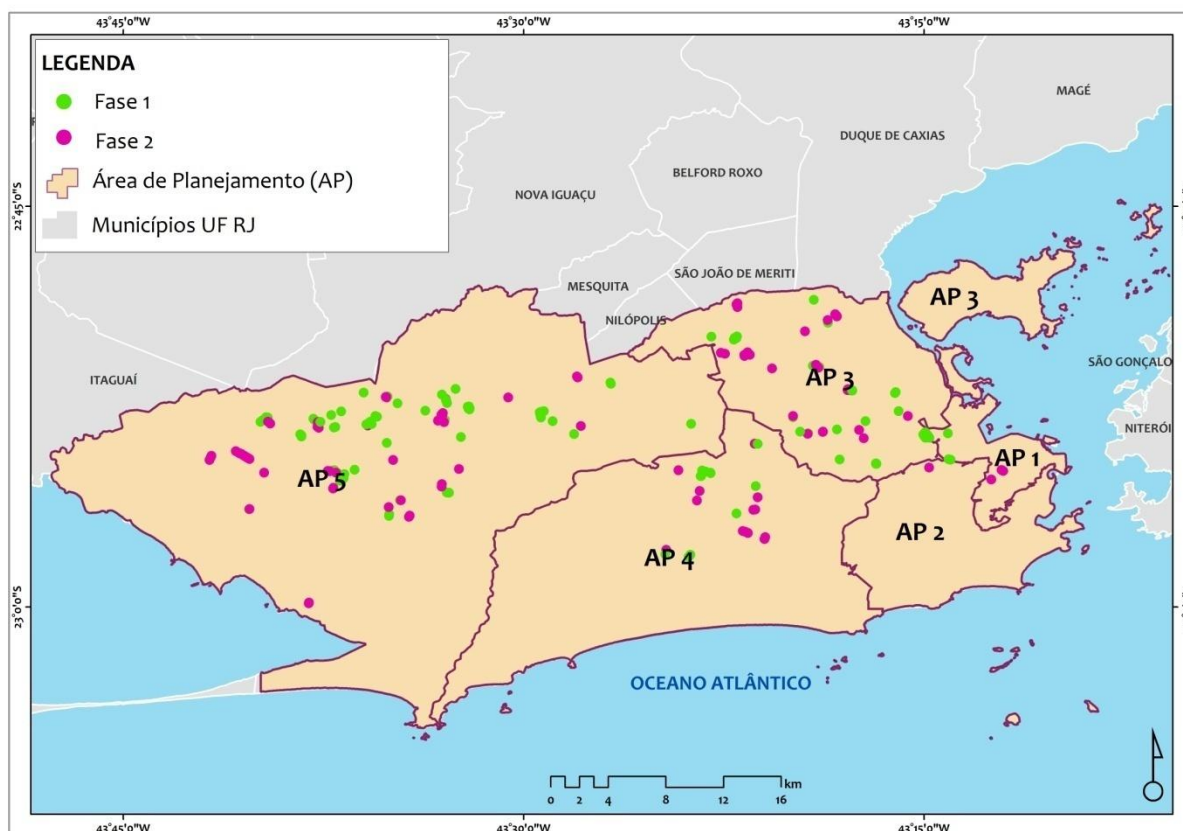 43°45'0"W
43°30'0"W
43°15'0"W
LEGENDA
Fase 1
Fase 2
Área de Planejamento (AP)
Municípios UF RJ
MAGÉ
DUQUE DE CAXIAS
BELFORD ROXO
NOVA IGUAÇU
22°45'0"S
SÃO JOÃO DE MERITI
MESQUITA
NILÓPOLIS
AP 3
SÃO GONÇALO
ITAGUAÍ
AP 3
NITERÓI
AP 1
AP 5
AP 2
AP 4
23°0'0"S
OCEANO ATLÂNTICO
km
0 2 4 8 12 16
43°45'0"W
43°30'0"W
43°15'0"W